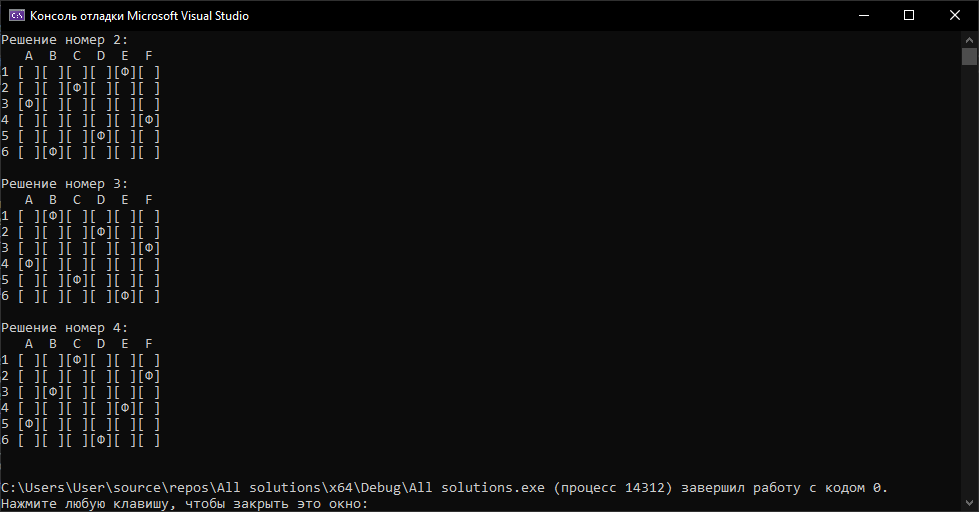 Консоль отладки Microsoft Visual Studio
Решение номер 2:
   A  B  C  D  E  F
1 [ ][ ][ ][ ][Ф][ ]
2 [ ][ ][Ф][ ][ ][ ]
3 [Ф][ ][ ][ ][ ][ ]
4 [ ][ ][ ][ ][ ][Ф]
5 [ ][ ][ ][Ф][ ][ ]
6 [ ][Ф][ ][ ][ ][ ]
Решение номер 3:
   A  B  C  D  E  F
1 [ ][Ф][ ][ ][ ][ ]
2 [ ][ ][ ][Ф][ ][ ]
3 [ ][ ][ ][ ][ ][Ф]
4 [Ф][ ][ ][ ][ ][ ]
5 [ ][ ][Ф][ ][ ][ ]
6 [ ][ ][ ][ ][Ф][ ]
Решение номер 4:
   A  B  C  D  E  F
1 [ ][ ][Ф][ ][ ][ ]
2 [ ][ ][ ][ ][ ][Ф]
3 [ ][Ф][ ][ ][ ][ ]
4 [ ][ ][ ][ ][Ф][ ]
5 [Ф][ ][ ][ ][ ][ ]
6 [ ][ ][ ][Ф][ ][ ]
C:\Users\User\source\repos\All solutions\x64\Debug\All solutions.exe (процесс 14312) завершил работу с кодом 0.
Нажмите любую клавишу, чтобы закрыть это окно: